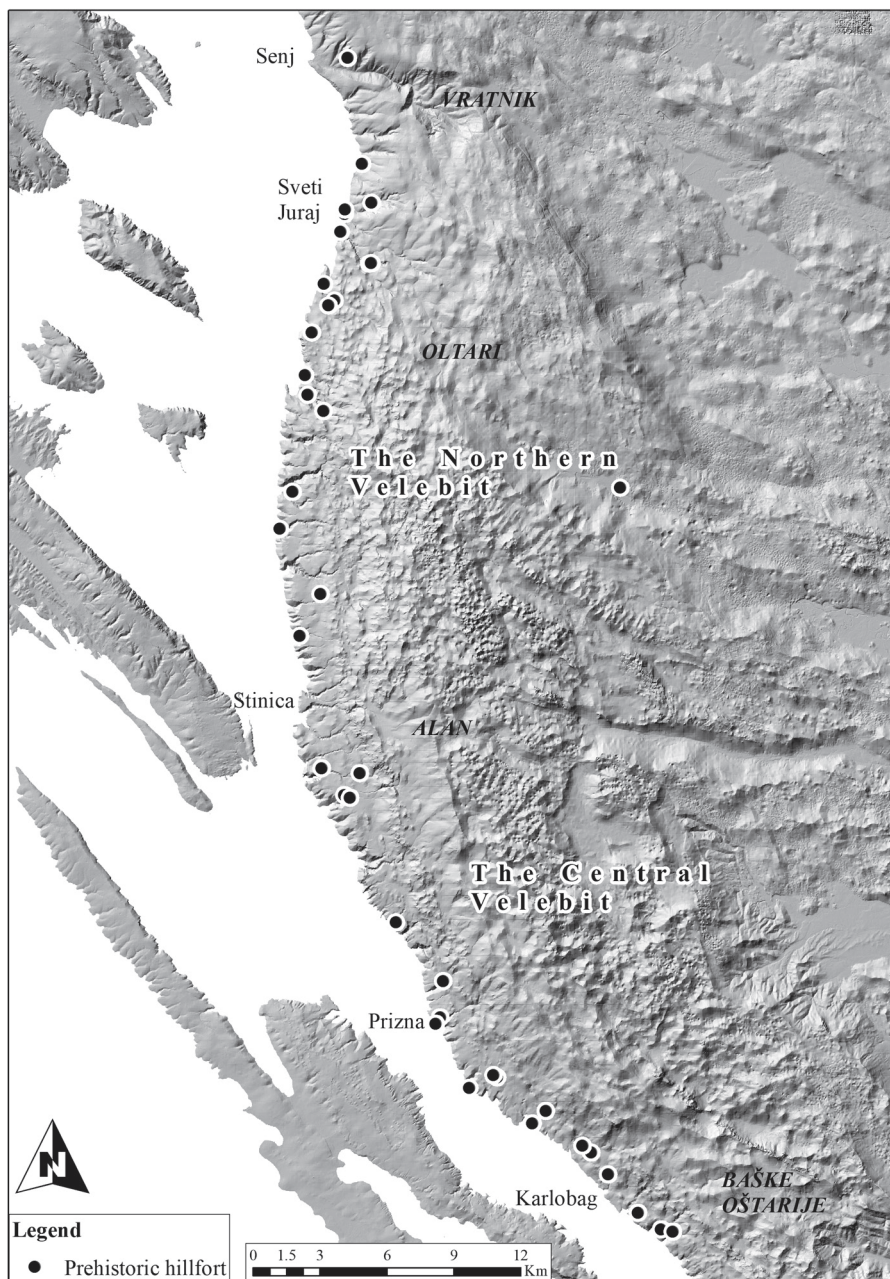 Senj
VRATNIK
Sveti
Juraj
OLTARI
The Northern
Velebit
Stinica
ALAN
The Central
Velebit
Prizna
BAŠKE
OŠTARIJE
Karlobag
N
Legend
Prehistoric hillfort
0 1.5 3 6 9 12
Km